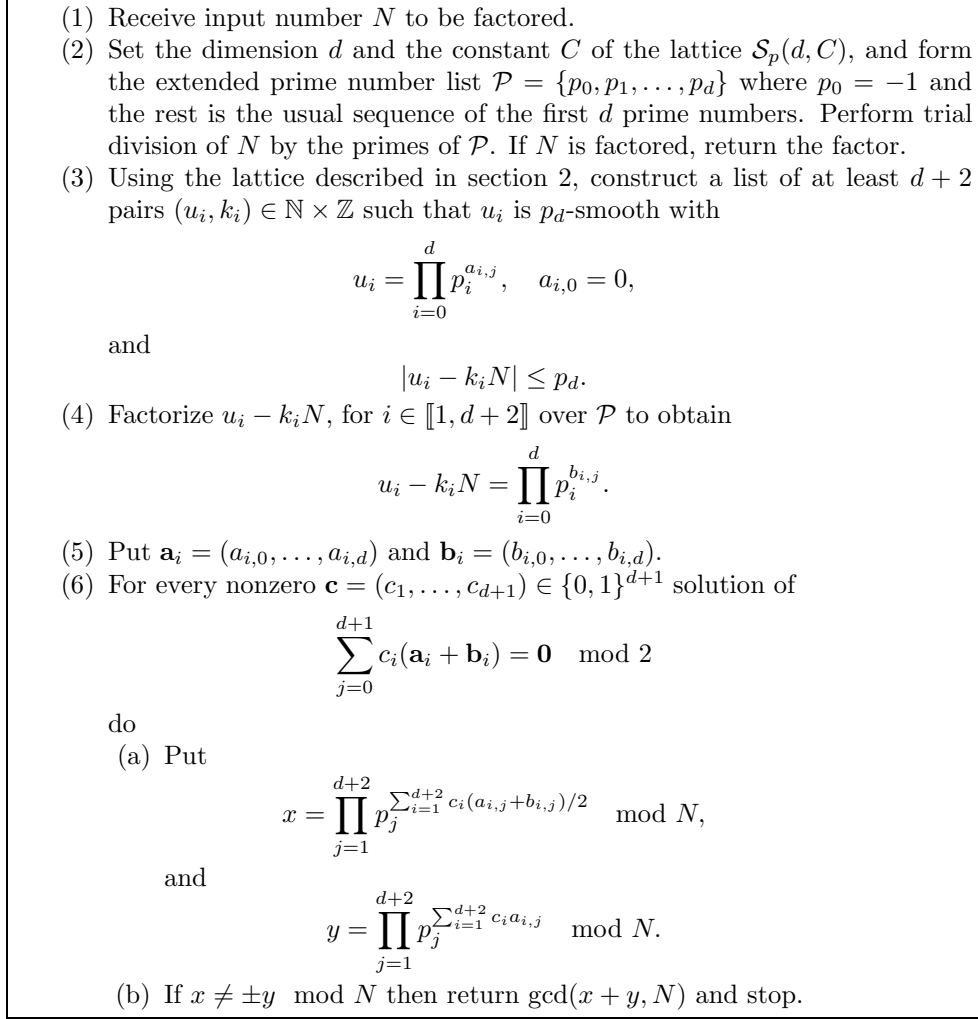 (1) Receive input number N to be factored.
(2) Set the dimension d and the constant C of the lattice 𝒮_p(d, C), and form
the extended prime number list 𝒫 = {p_0, p_1, . . . , p_d} where p_0 = −1 and
the rest is the usual sequence of the first d prime numbers. Perform trial
division of N by the primes of 𝒫. If N is factored, return the factor.
(3) Using the lattice described in section 2, construct a list of at least d + 2
pairs (u_i, k_i) ∈ ℕ × ℤ such that u_i is p_d-smooth with
u_i = ∏_{i=0}^{d} p_i^{a_{i,j}}, a_{i,0} = 0,
and
|u_i − k_iN| ≤ p_d.
(4) Factorize u_i − k_iN, for i ∈ ⟦1, d + 2⟧ over 𝒫 to obtain
u_i − k_iN = ∏_{i=0}^{d} p_i^{b_{i,j}}.
(5) Put 𝐚_i = (a_{i,0}, . . . , a_{i,d}) and 𝐛_i = (b_{i,0}, . . . , b_{i,d}).
(6) For every nonzero 𝐜 = (c_1, . . . , c_{d+1}) ∈ {0, 1}^{d+1} solution of
∑_{j=0}^{d+1} c_i(𝐚_i + 𝐛_i) = 𝟎 mod 2
do
(a) Put
x = ∏_{j=1}^{d+2} p_j^{∑_{i=1}^{d+2} c_i(a_{i,j}+b_{i,j})/2} mod N,
and
y = ∏_{j=1}^{d+2} p_j^{∑_{i=1}^{d+2} c_i a_{i,j}} mod N.
(b) If x ≠ ±y mod N then return gcd(x + y, N) and stop.